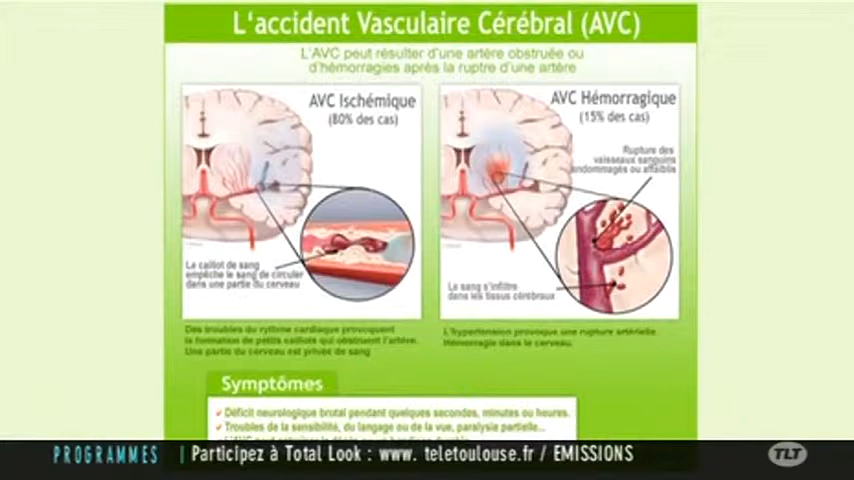 L'accident Vasculaire Cérébral (AVC)
L'AVC peut résulter d'une artère obstruée ou
d'hémorragies après la ruptre d'une artère
AVC Ischémique
(80% des cas)
Le caillot de sang
empêche le sang de circuler
dans une partie du cerveau
Des troubles du rythme cardiaque provoquent
la formation de petits caillots qui obstruent l'artère.
Une partie du cerveau est privée de sang
AVC Hémorragique
(15% des cas)
Rupture des
vaisseaux sanguins
endommagés ou affaiblis
Le sang s'infiltre
dans les tissus cérébraux
L'hypertension provoque une rupture artérielle.
Hémorragie dans le cerveau.
Symptômes
✓ Déficit neurologique brutal pendant quelques secondes, minutes ou heures.
✓ Troubles de la sensibilité, du langage ou de la vue, paralysie partielle...
PROGRAMMES | Participez à Total Look : www. teletoulouse.fr / EMISSIONS
TLT